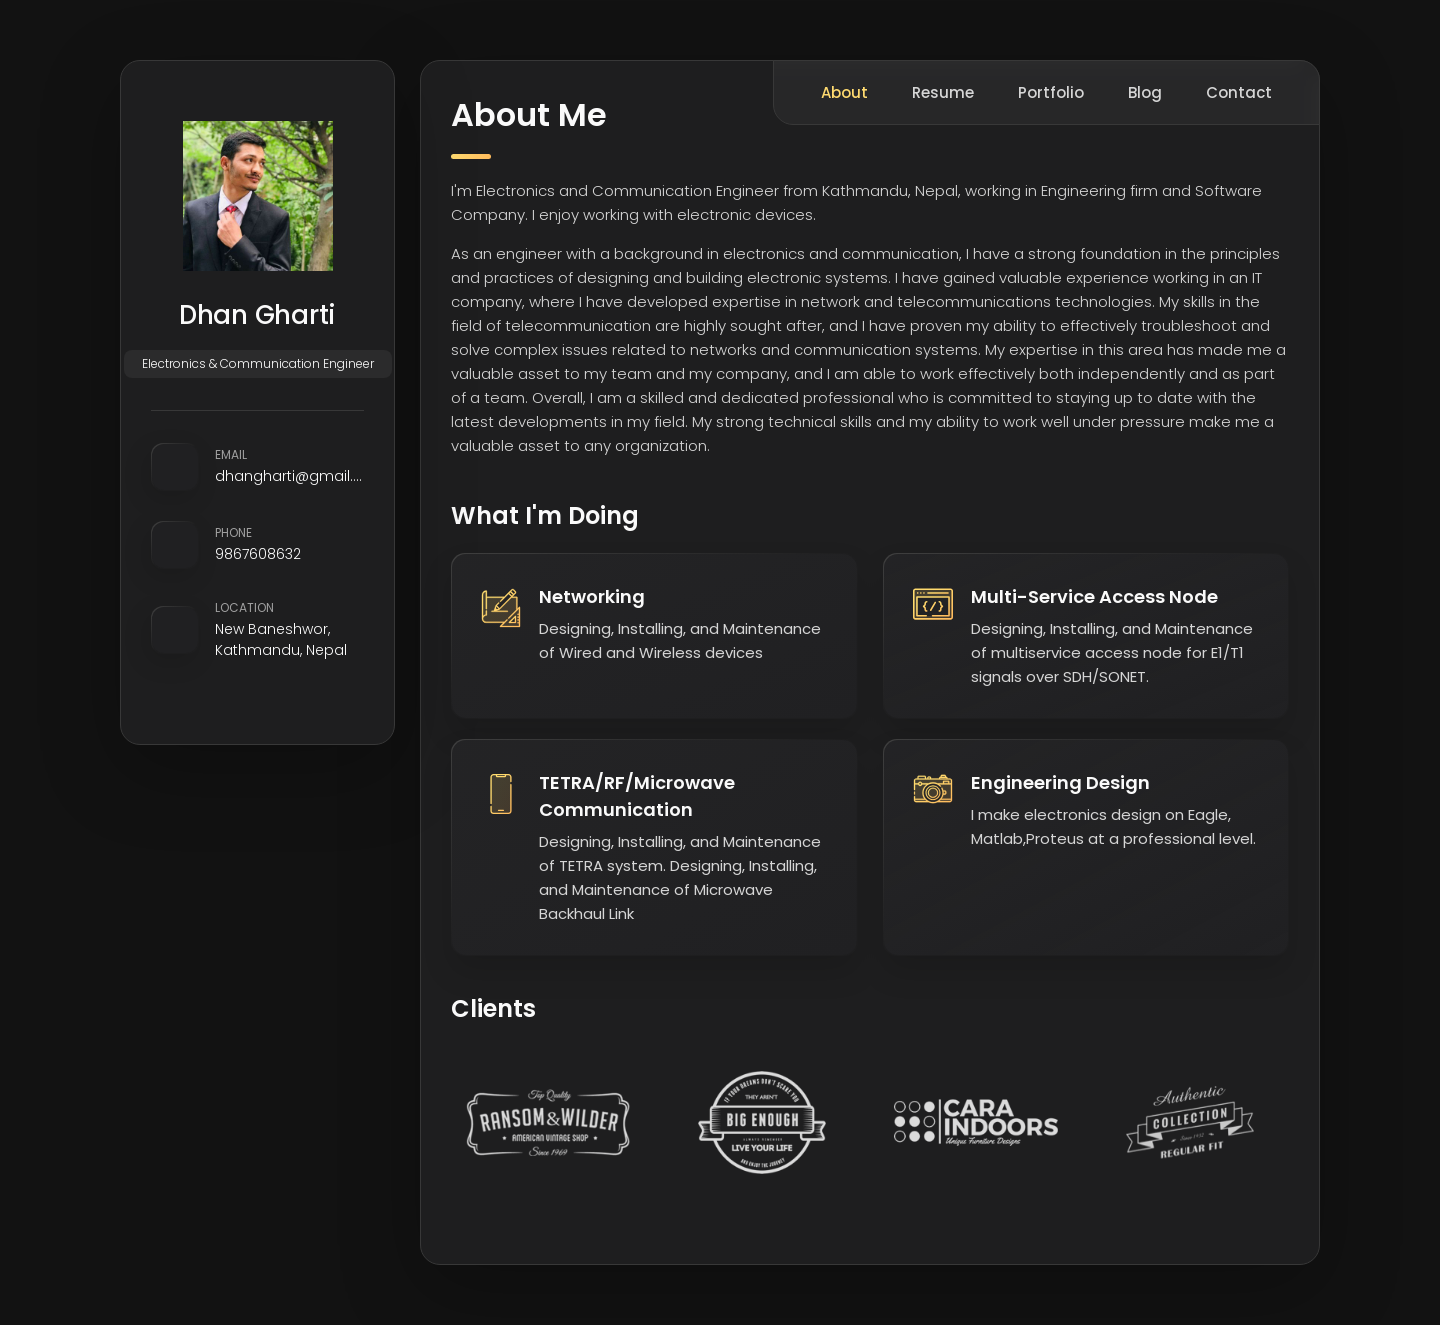 Dhan Gharti
Electronics & Communication Engineer
EMAIL
dhangharti@gmail....
PHONE
9867608632
LOCATION
New Baneshwor,
Kathmandu, Nepal
About Resume Portfolio Blog Contact
About Me
I'm Electronics and Communication Engineer from Kathmandu, Nepal, working in Engineering firm and Software
Company. I enjoy working with electronic devices.
As an engineer with a background in electronics and communication, I have a strong foundation in the principles
and practices of designing and building electronic systems. I have gained valuable experience working in an IT
company, where I have developed expertise in network and telecommunications technologies. My skills in the
field of telecommunication are highly sought after, and I have proven my ability to effectively troubleshoot and
solve complex issues related to networks and communication systems. My expertise in this area has made me a
valuable asset to my team and my company, and I am able to work effectively both independently and as part
of a team. Overall, I am a skilled and dedicated professional who is committed to staying up to date with the
latest developments in my field. My strong technical skills and my ability to work well under pressure make me a
valuable asset to any organization.
What I'm Doing
Networking
Designing, Installing, and Maintenance
of Wired and Wireless devices
Multi-Service Access Node
Designing, Installing, and Maintenance
of multiservice access node for E1/T1
signals over SDH/SONET.
TETRA/RF/Microwave
Communication
Designing, Installing, and Maintenance
of TETRA system. Designing, Installing,
and Maintenance of Microwave
Backhaul Link
Engineering Design
I make electronics design on Eagle,
Matlab,Proteus at a professional level.
Clients
Top Quality
RANSOM&WILDER
AMERICAN VINTAGE SHOP
Since 1969
IF YOUR DREAMS DON'T SCARE YOU
THEY AREN'T
BIG ENOUGH
ALWAYS REMEMBER
LIVE YOUR LIFE
AND ENJOY THE JOURNEY
CARA
INDOORS
Unique Furniture Designs
Authentic
COLLECTION
REGULAR FIT